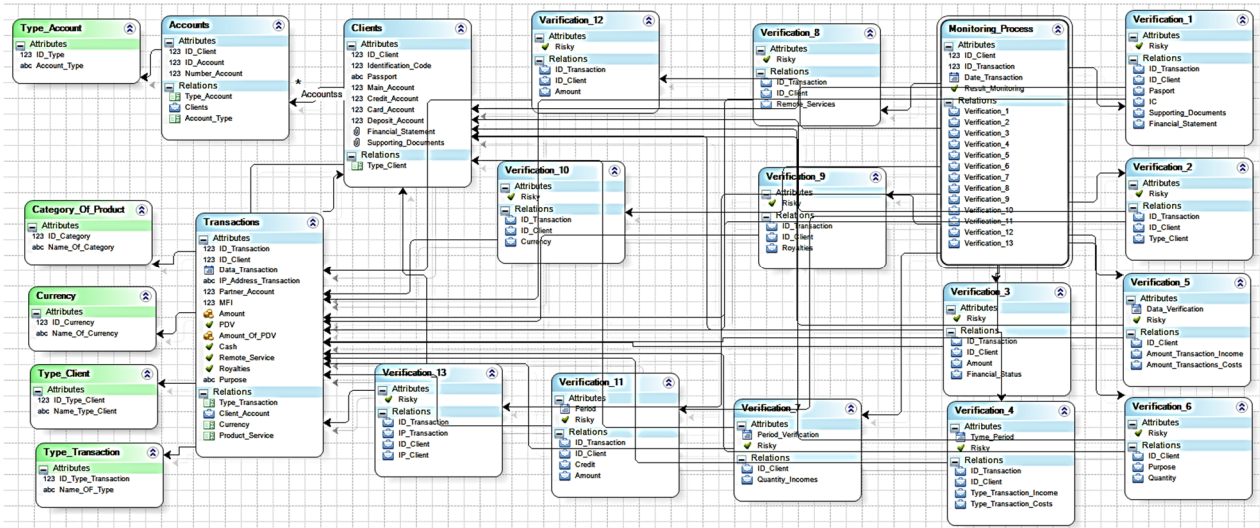 Type_Account
Attributes
123 ID_Type
abc Account_Type
Accounts
Attributes
123 ID_Client
123 ID_Account
123 Number_Account
Relations
Type_Account
Clients
Account_Type
*
Accountss
Clients
Attributes
123 ID_Client
123 Identification_Code
abc Passport
123 Main_Account
123 Credit_Account
123 Card_Account
123 Deposit_Account
Financial_Statement
Supporting_Documents
Relations
Type_Client
Varification_12
Attributes
Risky
Relations
ID_Transaction
ID_Client
Amount
Verification_8
Attributes
Risky
Relations
ID_Transaction
ID_Client
Remote_Services
Monitoring_Process
Attributes
123 ID_Client
123 ID_Transaction
Date_Transaction
Result_Monitoring
Relations
Verification_1
Verification_2
Verification_3
Verification_4
Verification_5
Verification_6
Verification_7
Verification_8
Verification_9
Verification_10
Verification_11
Verification_12
Verification_13
Verification_1
Attributes
Risky
Relations
ID_Transaction
ID_Client
Pasport
IC
Supporting_Documents
Financial_Statement
Verification_10
Attributes
Risky
Relations
ID_Transaction
ID_Client
Currency
Verification_9
Attributes
Risky
Relations
ID_Transaction
ID_Client
Royalties
Verification_2
Attributes
Risky
Relations
ID_Transaction
ID_Client
Type_Client
Category_Of_Product
Attributes
123 ID_Category
abc Name_Of_Category
Transactions
Attributes
123 ID_Transaction
123 ID_Client
Data_Transaction
abc IP_Address_Transaction
123 Partner_Account
123 MFI
Amount
PDV
Amount_Of_PDV
Cash
Remote_Service
Royalties
abc Purpose
Relations
Type_Transaction
Client_Account
Currency
Product_Service
Currency
Attributes
123 ID_Currency
abc Name_Of_Currency
Type_Client
Attributes
123 ID_Type_Client
abc Name_Type_Client
Type_Transaction
Attributes
123 ID_Type_Transaction
abc Name_OF_Type
Verification_3
Attributes
Risky
Relations
ID_Transaction
ID_Client
Amount
Financial_Status
Verification_5
Attributes
Data_Verification
Risky
Relations
ID_Client
Amount_Transaction_Income
Amount_Transactions_Costs
Verification_13
Attributes
Risky
Relations
ID_Transaction
IP_Transaction
ID_Client
IP_Client
Verification_11
Attributes
Period
Risky
Relations
ID_Transaction
ID_Client
Credit
Amount
Verification_7
Attributes
Period_Verification
Risky
Relations
ID_Client
Quantity_Incomes
Verification_4
Attributes
Tyme_Period
Risky
Relations
ID_Transaction
ID_Client
Type_Transaction_Income
Type_Transaction_Costs
Verification_6
Attributes
Risky
Relations
ID_Client
Purpose
Quantity